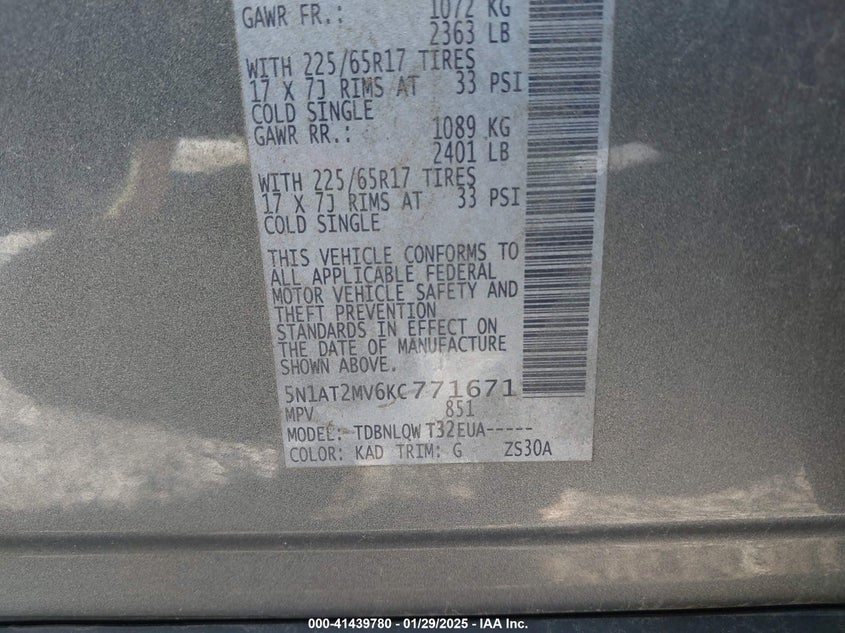 GAWR FR.: 1072 KG
2363 LB
WITH 225/65R17 TIRES
17 X 7J RIMS AT 33 PSI
COLD SINGLE
GAWR RR.: 1089 KG
2401 LB
WITH 225/65R17 TIRES
17 X 7J RIMS AT 33 PSI
COLD SINGLE
THIS VEHICLE CONFORMS TO
ALL APPLICABLE FEDERAL
MOTOR VEHICLE SAFETY AND
THEFT PREVENTION
STANDARDS IN EFFECT ON
THE DATE OF MANUFACTURE
SHOWN ABOVE.
5N1AT2MV6KC771671
MPV 851
MODEL: TDBNLQW T32EUA-----
COLOR: KAD TRIM: G ZS30A
000-41439780 - 01/29/2025 - IAA Inc.